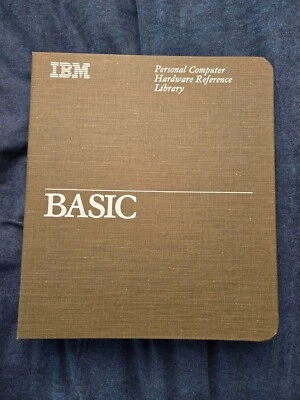 IBM
Personal Computer
Hardware Reference
Library
BASIC